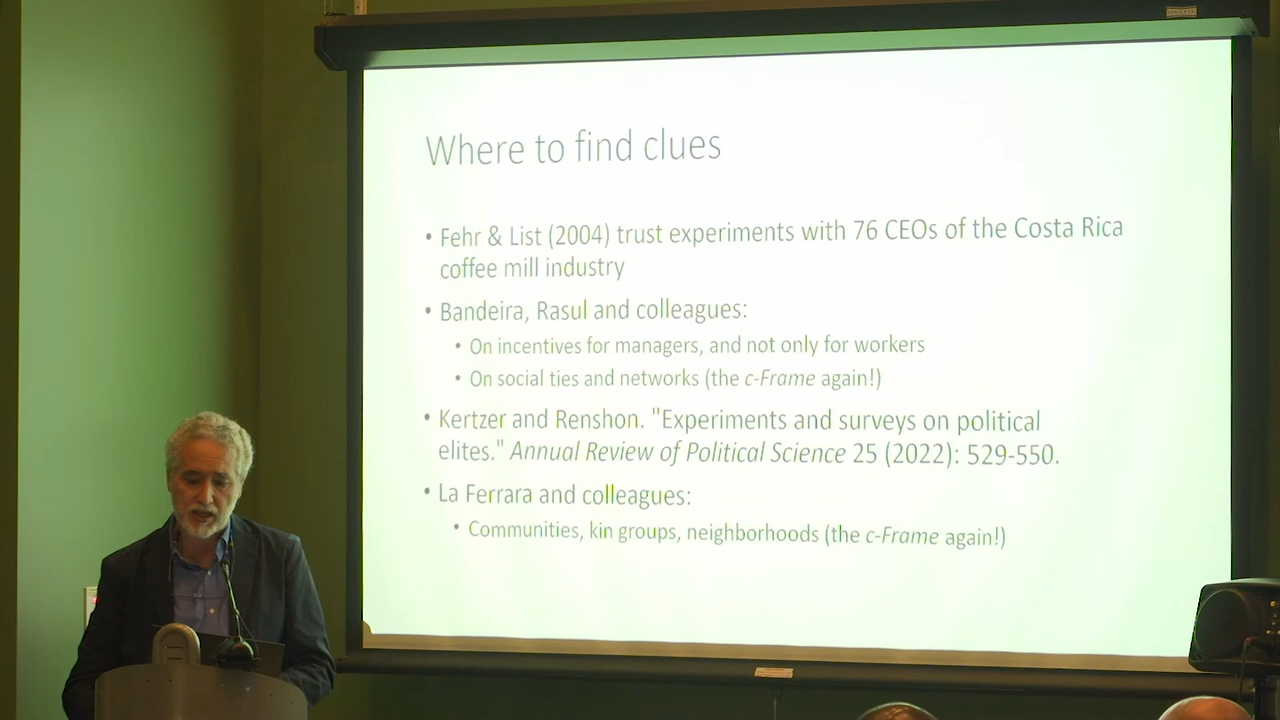 Where to find clues
• Fehr & List (2004) trust experiments with 76 CEOs of the Costa Rica
coffee mill industry
• Bandeira, Rasul and colleagues:
• On incentives for managers, and not only for workers
• On social ties and networks (the c-Frame again!)
• Kertzer and Renshon. "Experiments and surveys on political
elites." Annual Review of Political Science 25 (2022): 529-550.
• La Ferrara and colleagues:
• Communities, kin groups, neighborhoods (the c-Frame again!)